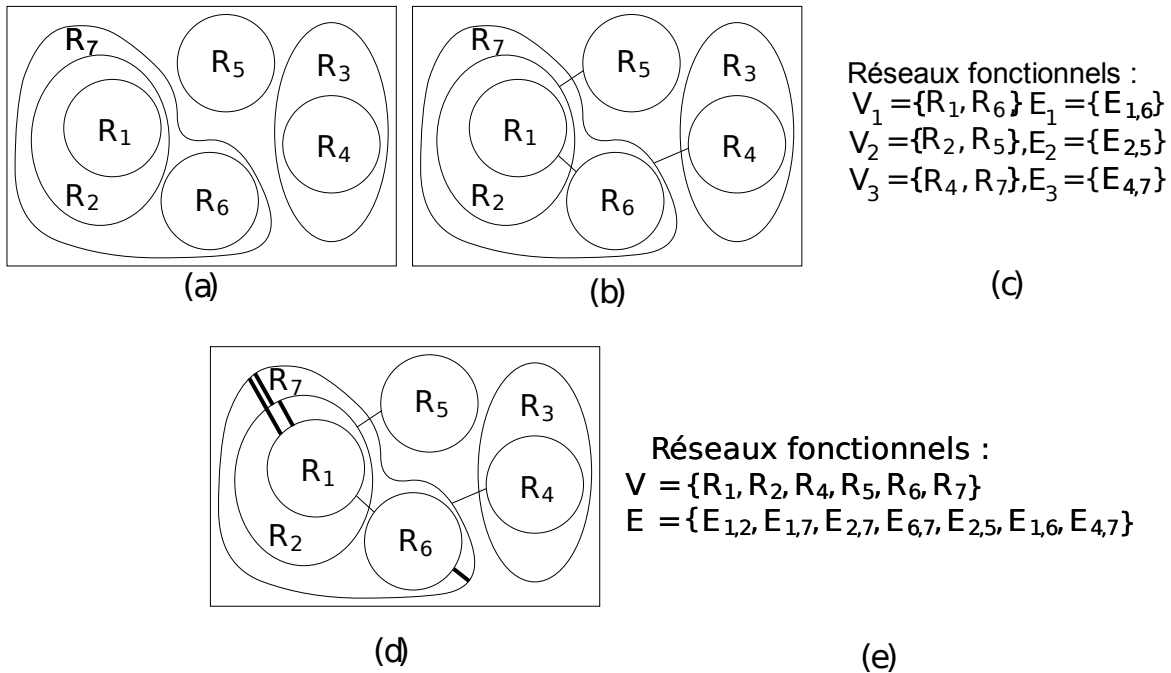 R7
R5
R3
R1
R4
R2
R6
(a)
R7
R5
R3
R1
R4
R2
R6
(b)
Réseaux fonctionnels :
V1 ={R1, R6} E1 ={E1,6}
V2 ={R2, R5},E2 ={E2,5}
V3 ={R4, R7},E3 ={E4,7}
(c)
R7
R5
R3
R1
R4
R2
R6
(d)
Réseaux fonctionnels :
V ={R1, R2, R4, R5, R6, R7}
E ={E1,2, E1,7, E2,7, E6,7, E2,5, E1,6, E4,7}
(e)